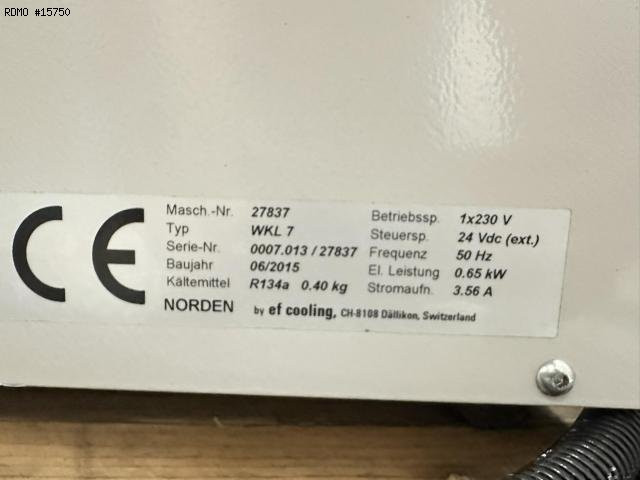 RDMO #15750
Masch.-Nr. 27837
Typ WKL 7
Serie-Nr. 0007.013 / 27837
Baujahr 06/2015
Kältemittel R134a 0.40 kg
Betriebssp. 1x230 V
Steuersp. 24 Vdc (ext.)
Frequenz 50 Hz
El. Leistung 0.65 kW
Stromaufn. 3.56 A
CE
NORDEN by ef cooling, CH-8108 Dällikon, Switzerland